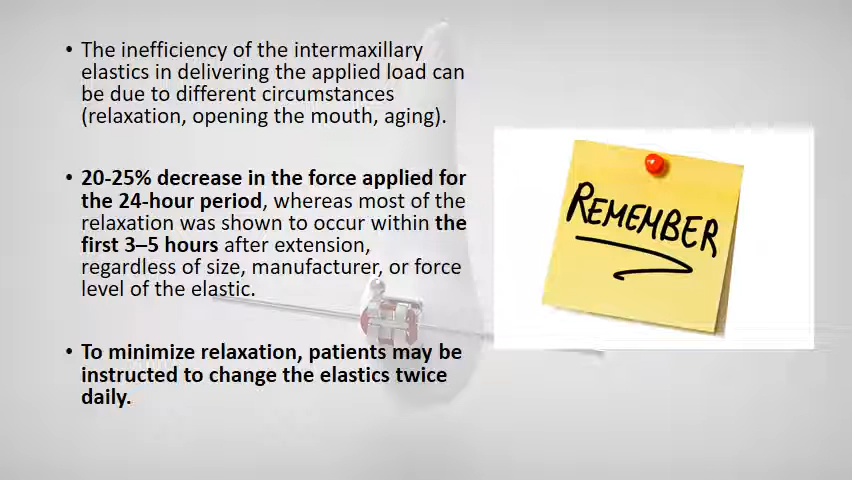 • The inefficiency of the intermaxillary
elastics in delivering the applied load can
be due to different circumstances
(relaxation, opening the mouth, aging).
• 20-25% decrease in the force applied for
the 24-hour period, whereas most of the
relaxation was shown to occur within the
first 3–5 hours after extension,
regardless of size, manufacturer, or force
level of the elastic.
• To minimize relaxation, patients may be
instructed to change the elastics twice
daily.
REMEMBER